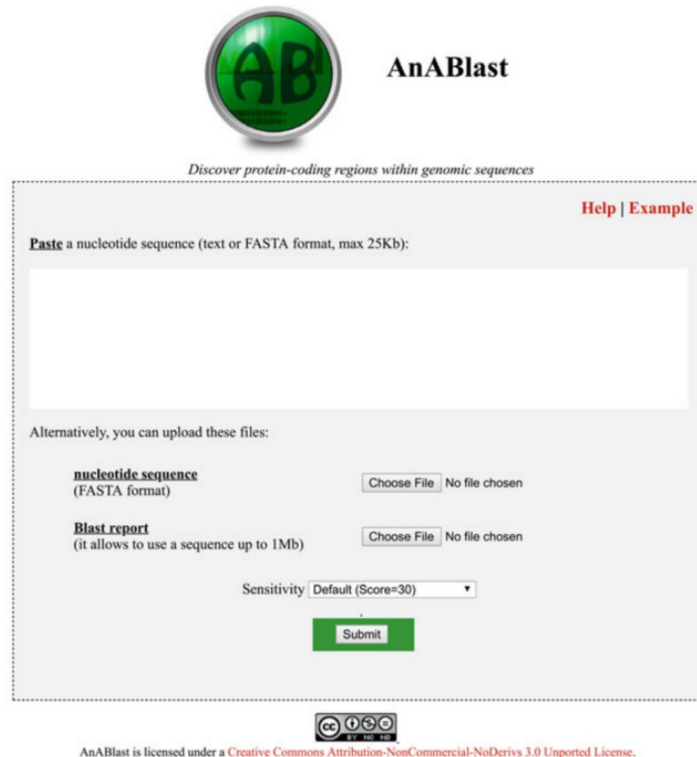 AB
AnABlast
Discover protein-coding regions within genomic sequences
Help | Example
Paste a nucleotide sequence (text or FASTA format, max 25Kb):
Alternatively, you can upload these files:
nucleotide sequence
(FASTA format)
Choose File No file chosen
Blast report
(it allows to use a sequence up to 1Mb)
Choose File No file chosen
Sensitivity Default (Score=30)
Submit
cc
BY NC ND
AnABlast is licensed under a Creative Commons Attribution-NonCommercial-NoDerivs 3.0 Unported License.